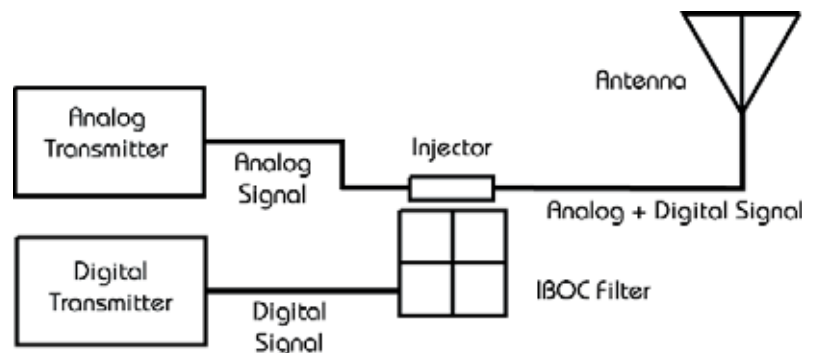 Antenna
Analog
Transmitter
Injector
Analog
Signal
Analog + Digital Signal
Digital
Transmitter
IBOC Filter
Digital
Signal